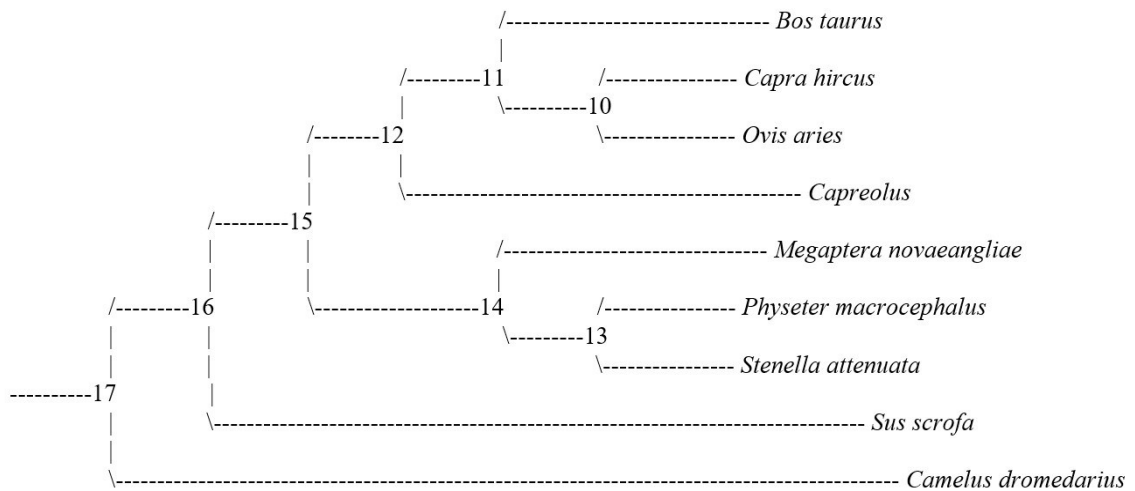 Bos taurus
11
Capra hircus
10
12
Ovis aries
Capreolus
15
Megaptera novaeangliae
16
14
Physeter macrocephalus
13
Stenella attenuata
17
Sus scrofa
Camelus dromedarius